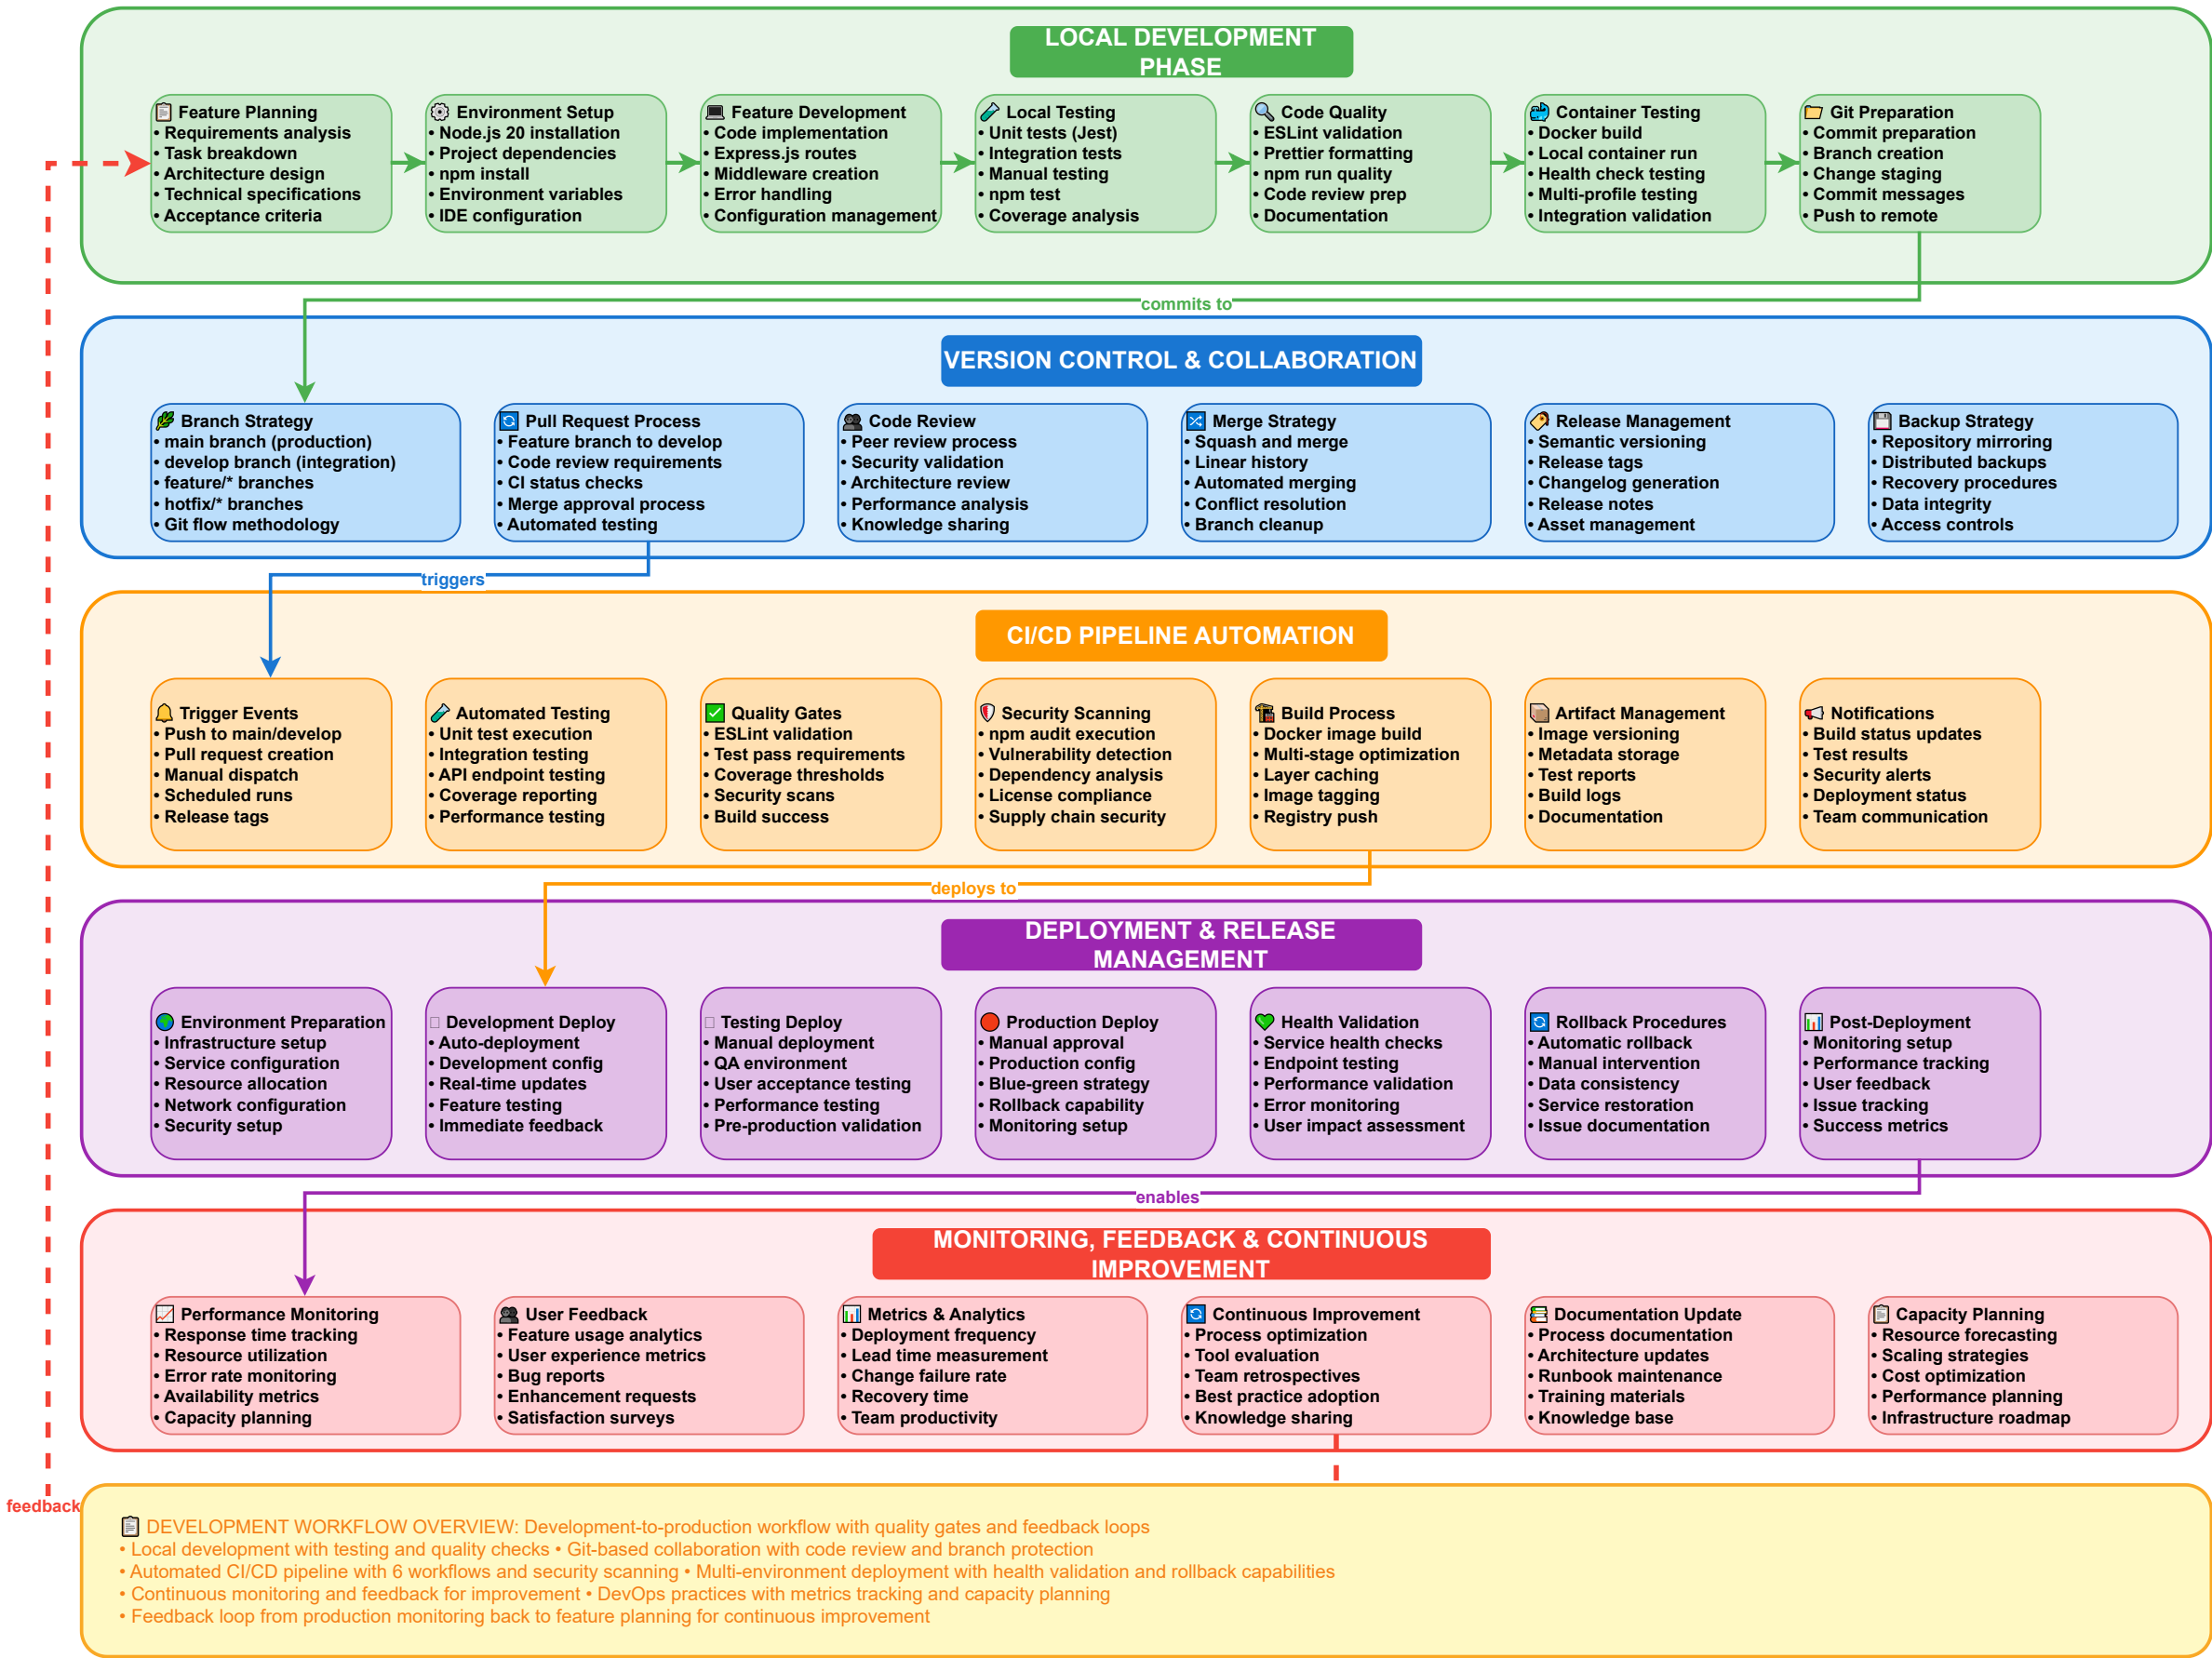 LOCAL DEVELOPMENT
PHASE
Feature Planning
• Requirements analysis
• Task breakdown
• Architecture design
• Technical specifications
• Acceptance criteria
Environment Setup
• Node.js 20 installation
• Project dependencies
• npm install
• Environment variables
• IDE configuration
Feature Development
• Code implementation
• Express.js routes
• Middleware creation
• Error handling
• Configuration management
Local Testing
• Unit tests (Jest)
• Integration tests
• Manual testing
• npm test
• Coverage analysis
Code Quality
• ESLint validation
• Prettier formatting
• npm run quality
• Code review prep
• Documentation
Container Testing
• Docker build
• Local container run
• Health check testing
• Multi-profile testing
• Integration validation
Git Preparation
• Commit preparation
• Branch creation
• Change staging
• Commit messages
• Push to remote
commits to
VERSION CONTROL & COLLABORATION
Branch Strategy
• main branch (production)
• develop branch (integration)
• feature/* branches
• hotfix/* branches
• Git flow methodology
Pull Request Process
• Feature branch to develop
• Code review requirements
• CI status checks
• Merge approval process
• Automated testing
Code Review
• Peer review process
• Security validation
• Architecture review
• Performance analysis
• Knowledge sharing
Merge Strategy
• Squash and merge
• Linear history
• Automated merging
• Conflict resolution
• Branch cleanup
Release Management
• Semantic versioning
• Release tags
• Changelog generation
• Release notes
• Asset management
Backup Strategy
• Repository mirroring
• Distributed backups
• Recovery procedures
• Data integrity
• Access controls
triggers
CI/CD PIPELINE AUTOMATION
Trigger Events
• Push to main/develop
• Pull request creation
• Manual dispatch
• Scheduled runs
• Release tags
Automated Testing
• Unit test execution
• Integration testing
• API endpoint testing
• Coverage reporting
• Performance testing
Quality Gates
• ESLint validation
• Test pass requirements
• Coverage thresholds
• Security scans
• Build success
Security Scanning
• npm audit execution
• Vulnerability detection
• Dependency analysis
• License compliance
• Supply chain security
Build Process
• Docker image build
• Multi-stage optimization
• Layer caching
• Image tagging
• Registry push
Artifact Management
• Image versioning
• Metadata storage
• Test reports
• Build logs
• Documentation
Notifications
• Build status updates
• Test results
• Security alerts
• Deployment status
• Team communication
deploys to
DEPLOYMENT & RELEASE
MANAGEMENT
Environment Preparation
• Infrastructure setup
• Service configuration
• Resource allocation
• Network configuration
• Security setup
Development Deploy
• Auto-deployment
• Development config
• Real-time updates
• Feature testing
• Immediate feedback
Testing Deploy
• Manual deployment
• QA environment
• User acceptance testing
• Performance testing
• Pre-production validation
Production Deploy
• Manual approval
• Production config
• Blue-green strategy
• Rollback capability
• Monitoring setup
Health Validation
• Service health checks
• Endpoint testing
• Performance validation
• Error monitoring
• User impact assessment
Rollback Procedures
• Automatic rollback
• Manual intervention
• Data consistency
• Service restoration
• Issue documentation
Post-Deployment
• Monitoring setup
• Performance tracking
• User feedback
• Issue tracking
• Success metrics
enables
MONITORING, FEEDBACK & CONTINUOUS
IMPROVEMENT
Performance Monitoring
• Response time tracking
• Resource utilization
• Error rate monitoring
• Availability metrics
• Capacity planning
User Feedback
• Feature usage analytics
• User experience metrics
• Bug reports
• Enhancement requests
• Satisfaction surveys
Metrics & Analytics
• Deployment frequency
• Lead time measurement
• Change failure rate
• Recovery time
• Team productivity
Continuous Improvement
• Process optimization
• Tool evaluation
• Team retrospectives
• Best practice adoption
• Knowledge sharing
Documentation Update
• Process documentation
• Architecture updates
• Runbook maintenance
• Training materials
• Knowledge base
Capacity Planning
• Resource forecasting
• Scaling strategies
• Cost optimization
• Performance planning
• Infrastructure roadmap
feedback
DEVELOPMENT WORKFLOW OVERVIEW: Development-to-production workflow with quality gates and feedback loops
• Local development with testing and quality checks • Git-based collaboration with code review and branch protection
• Automated CI/CD pipeline with 6 workflows and security scanning • Multi-environment deployment with health validation and rollback capabilities
• Continuous monitoring and feedback for improvement • DevOps practices with metrics tracking and capacity planning
• Feedback loop from production monitoring back to feature planning for continuous improvement